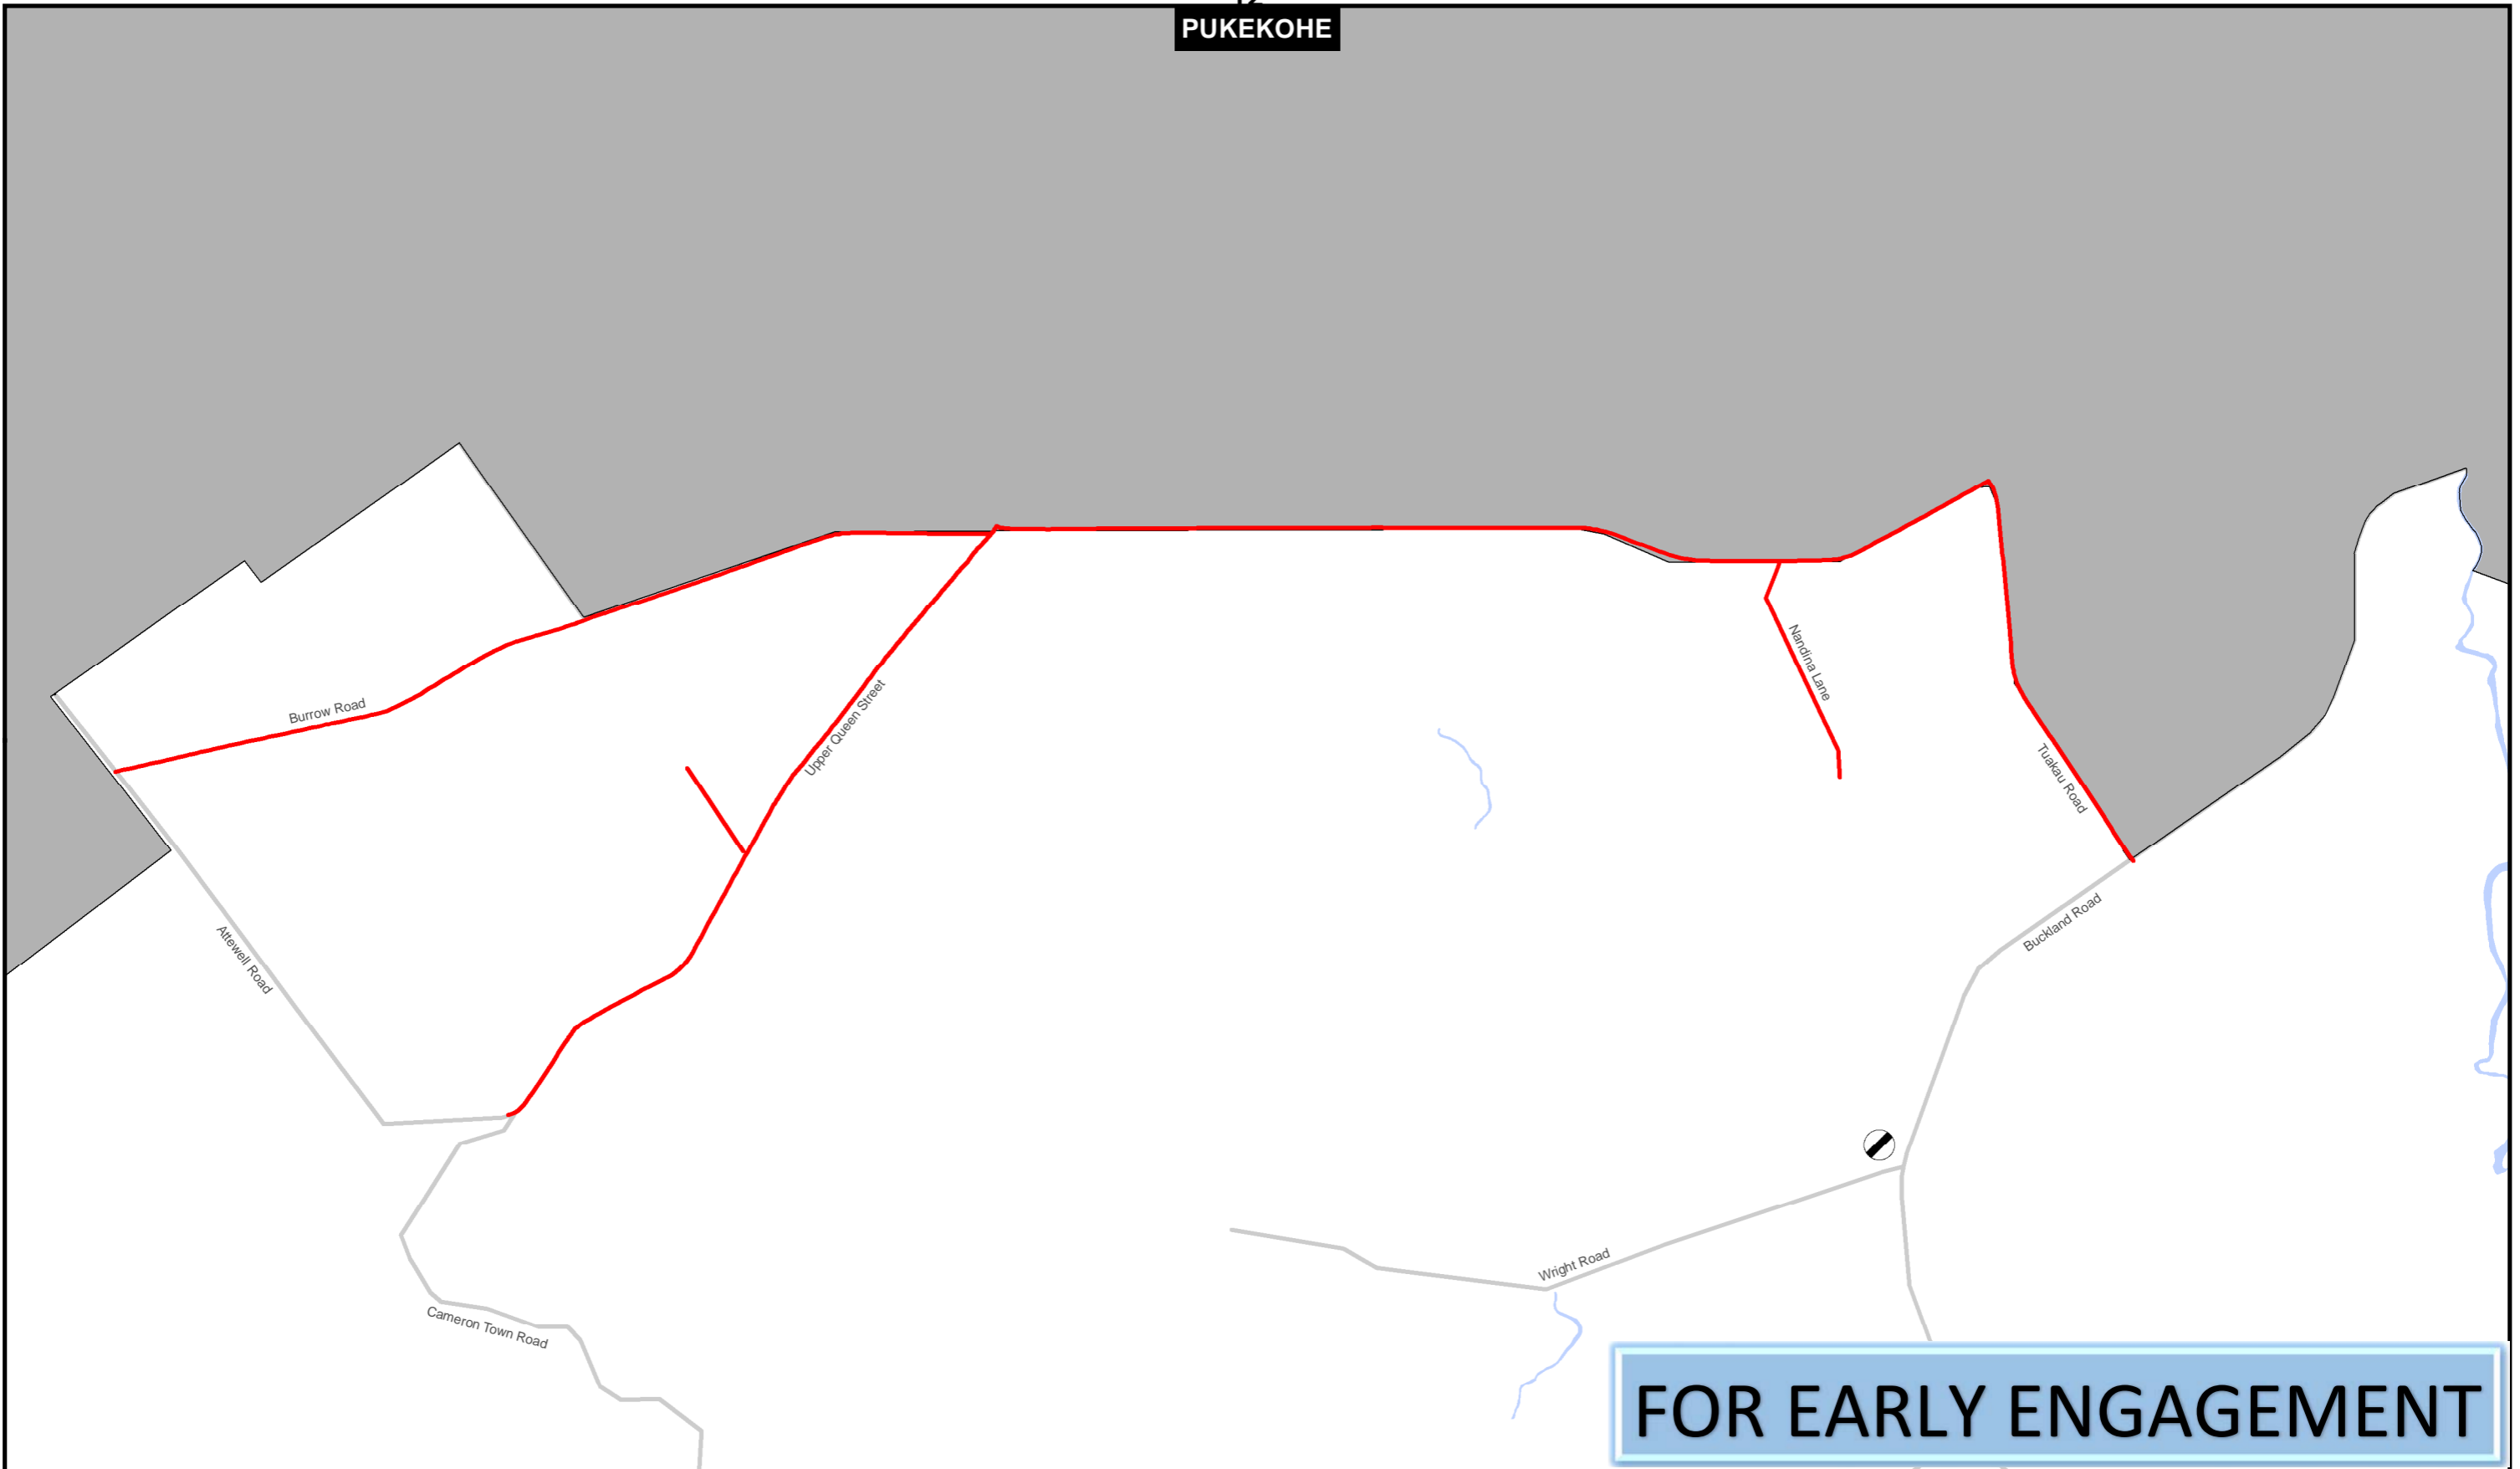 PUKEKOHE
Burrow Road
Upper Queen Street
Nandina Lane
Tuakau Road
Attewell Road
Buckland Road
Wright Road
Cameron Town Road
FOR EARLY ENGAGEMENT